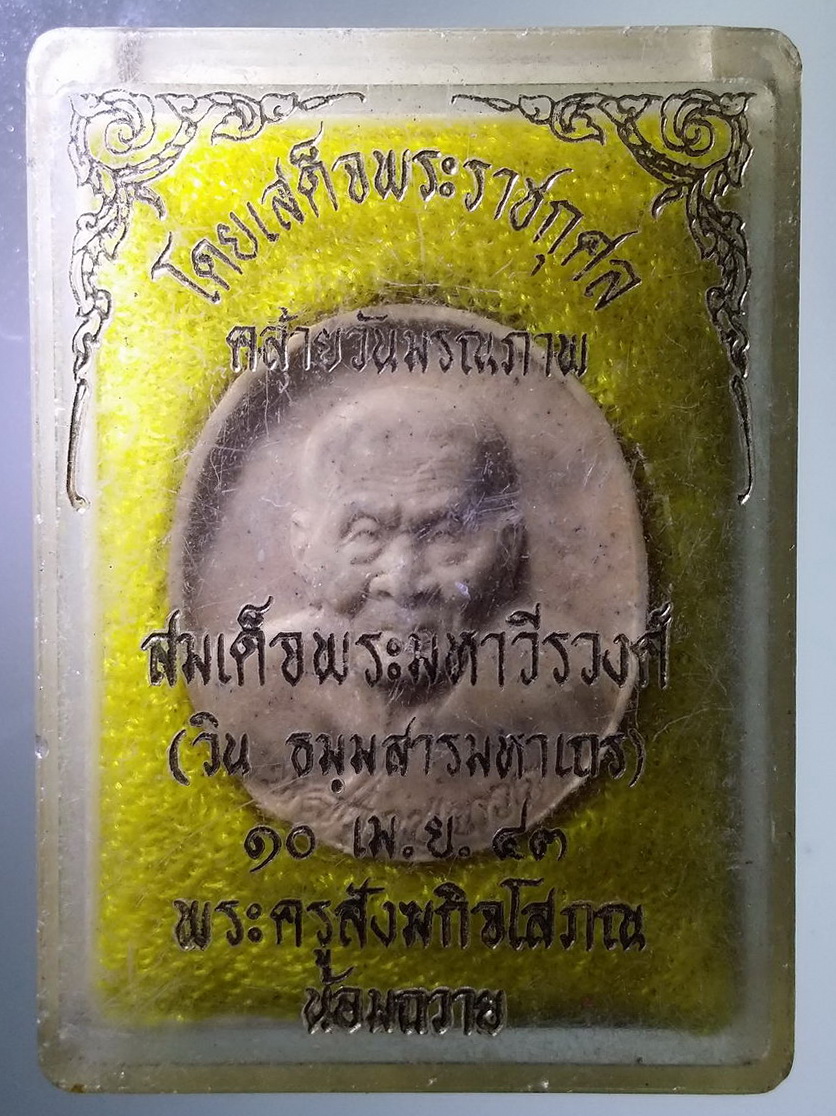 โดยเสด็จพระราชกุศล
คล้ายวันมรณภาพ
สมเด็จพระมหาวีรวงศ์
(วิน ธมฺมสารมหาเถร)
๑๐ เม.ย. ๔๓
พระครูสังฆกิจโสภณ
น้อมถวาย